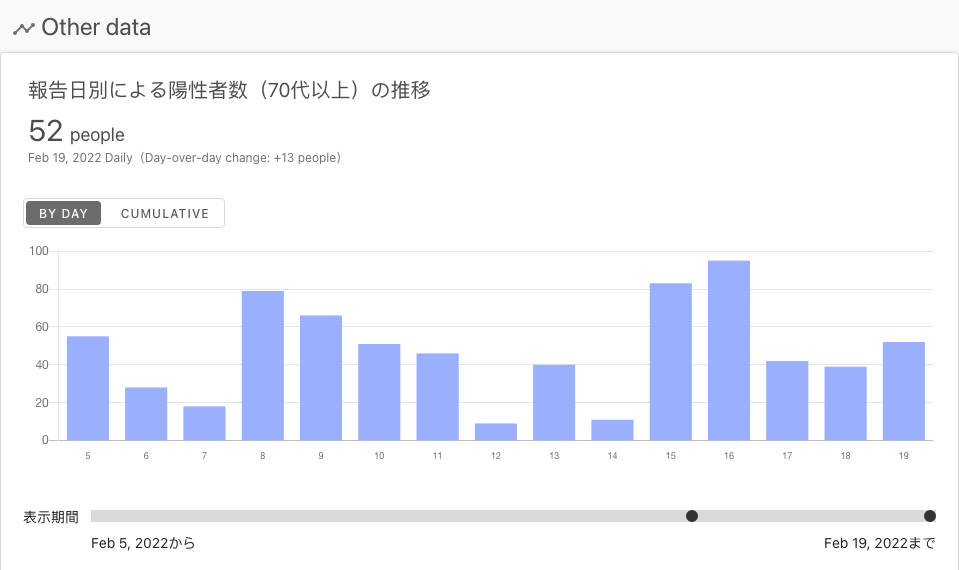 Other data
報告日別による陽性者数（70代以上）の推移
52 people
Feb 19, 2022 Daily（Day-over-day change: +13 people）
BY DAY CUMULATIVE
100
80
60
40
20
0
5 6 7 8 9 10 11 12 13 14 15 16 17 18 19
表示期間
Feb 5, 2022から Feb 19, 2022まで